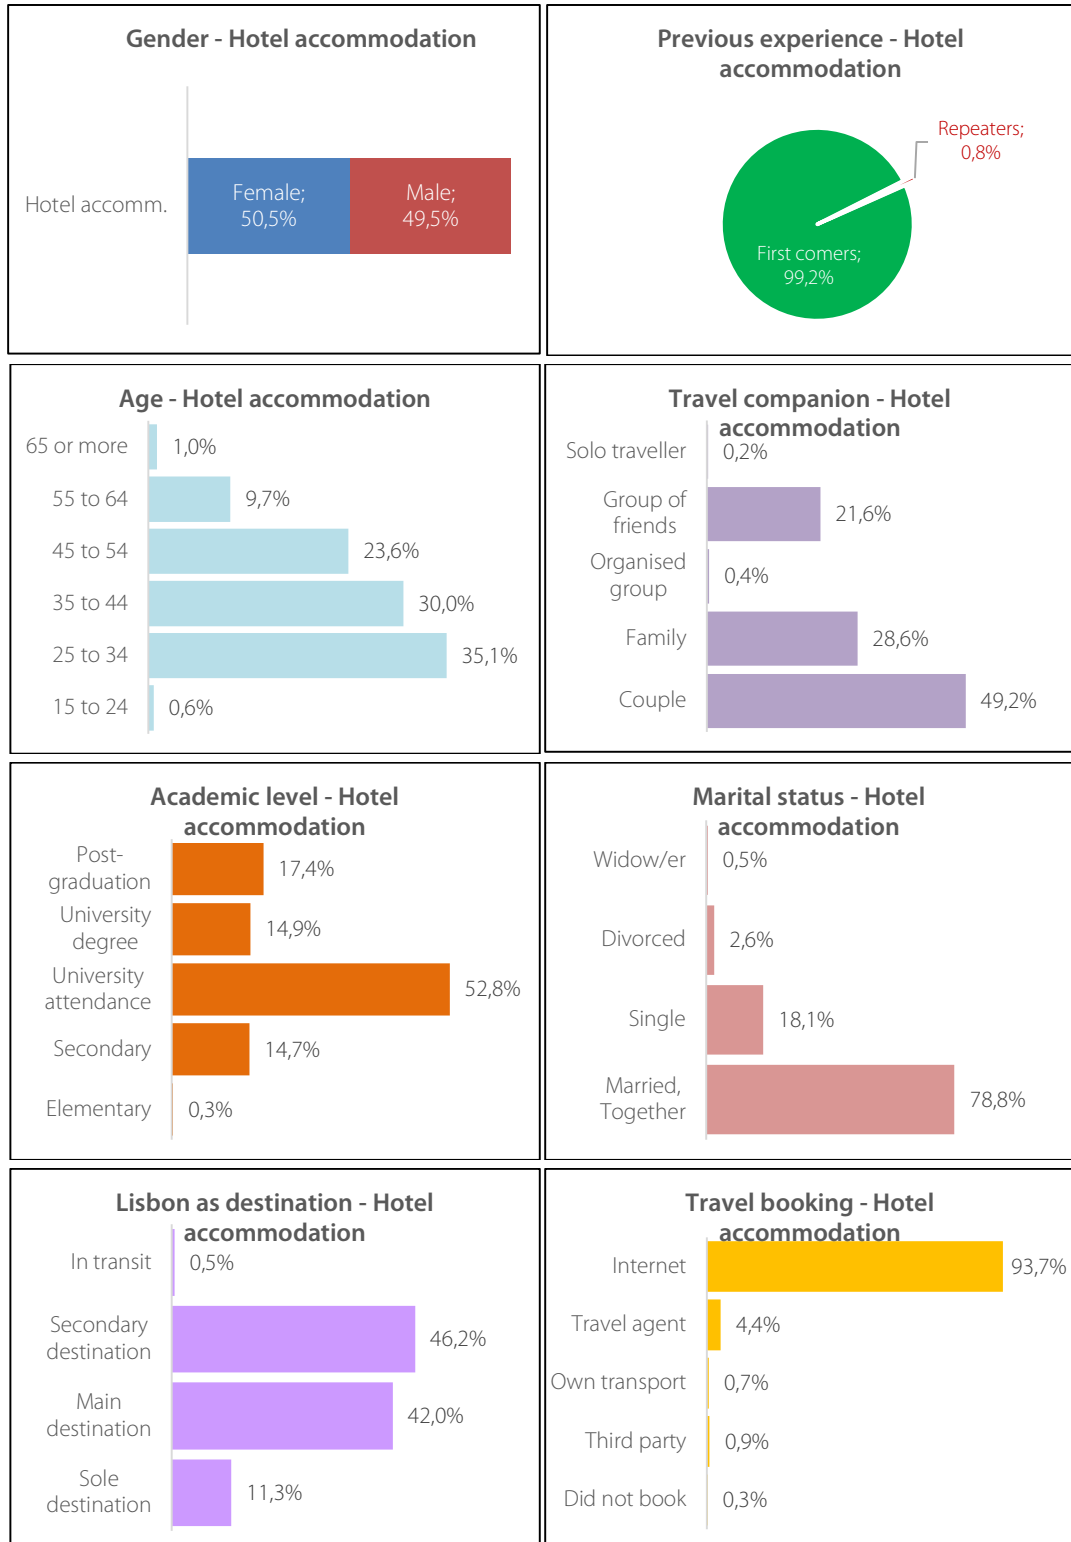 Gender - Hotel accommodation
Hotel accomm.
Female;
50,5%
Male;
49,5%
Previous experience - Hotel
accommodation
Repeaters;
0,8%
First comers;
99,2%
Age - Hotel accommodation
65 or more
1,0%
55 to 64
9,7%
45 to 54
23,6%
35 to 44
30,0%
25 to 34
35,1%
15 to 24
0,6%
Travel companion - Hotel
accommodation
Solo traveller
0,2%
Group of
friends
21,6%
Organised
group
0,4%
Family
28,6%
Couple
49,2%
Academic level - Hotel
accommodation
Post-
graduation
17,4%
University
degree
14,9%
University
attendance
52,8%
Secondary
14,7%
Elementary
0,3%
Marital status - Hotel
accommodation
Widow/er
0,5%
Divorced
2,6%
Single
18,1%
Married,
Together
78,8%
Lisbon as destination - Hotel
accommodation
In transit
0,5%
Secondary
destination
46,2%
Main
destination
42,0%
Sole
destination
11,3%
Travel booking - Hotel
accommodation
Internet
93,7%
Travel agent
4,4%
Own transport
0,7%
Third party
0,9%
Did not book
0,3%